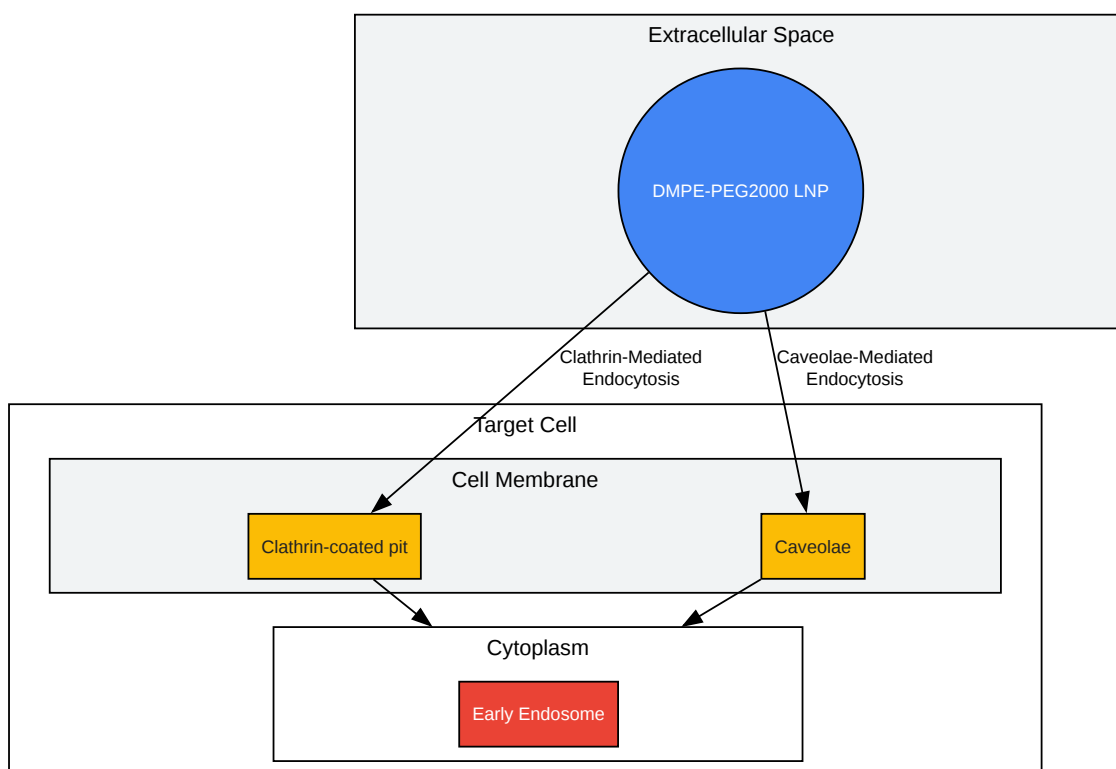 Extracellular Space
DMPE-PEG2000 LNP
Clathrin-Mediated
Endocytosis
Caveolae-Mediated
Endocytosis
Target Cell
Cell Membrane
Clathrin-coated pit
Caveolae
Cytoplasm
Early Endosome